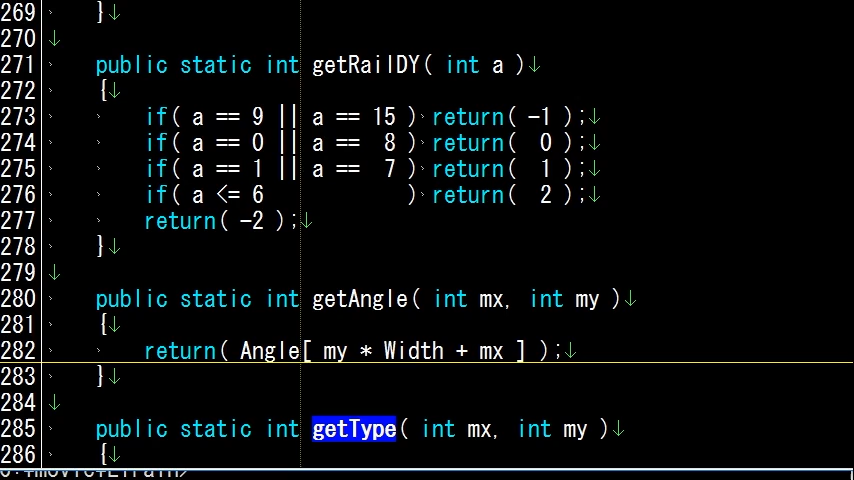 269 }↓
270 ↓
271 public static int getRailDY( int a )↓
272 {↓
273 if( a == 9 || a == 15 ) return( -1 );↓
274 if( a == 0 || a ==  8 ) return(  0 );↓
275 if( a == 1 || a ==  7 ) return(  1 );↓
276 if( a <= 6            ) return(  2 );↓
277 return( -2 );↓
278 }↓
279 ↓
280 public static int getAngle( int mx, int my )↓
281 {↓
282 return( Angle[ my * Width + mx ] );↓
283 }↓
284 ↓
285 public static int getType( int mx, int my )↓
286 {↓